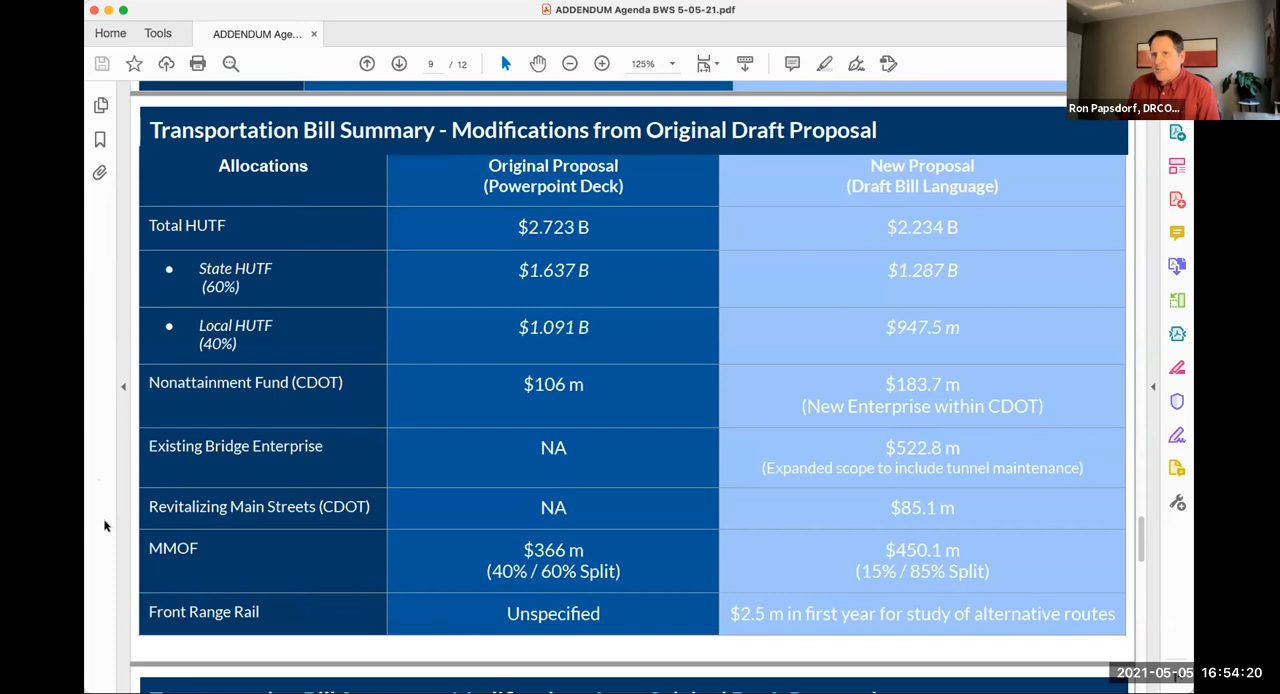 ADDENDUM Agenda BWS 5-05-21.pdf
Home Tools ADDENDUM Age... ×
9 / 12 125%
Ron Papsdorf, DRCO...
Transportation Bill Summary - Modifications from Original Draft Proposal
Allocations Original Proposal New Proposal
(Powerpoint Deck) (Draft Bill Language)
Total HUTF $2.723 B $2.234 B
• State HUTF $1.637 B $1.287 B
(60%)
• Local HUTF $1.091 B $947.5 m
(40%)
Nonattainment Fund (CDOT) $106 m $183.7 m
(New Enterprise within CDOT)
Existing Bridge Enterprise NA $522.8 m
(Expanded scope to include tunnel maintenance)
Revitalizing Main Streets (CDOT) NA $85.1 m
MMOF $366 m $450.1 m
(40% / 60% Split) (15% / 85% Split)
Front Range Rail Unspecified $2.5 m in first year for study of alternative routes
2021-05-05 16:54:20